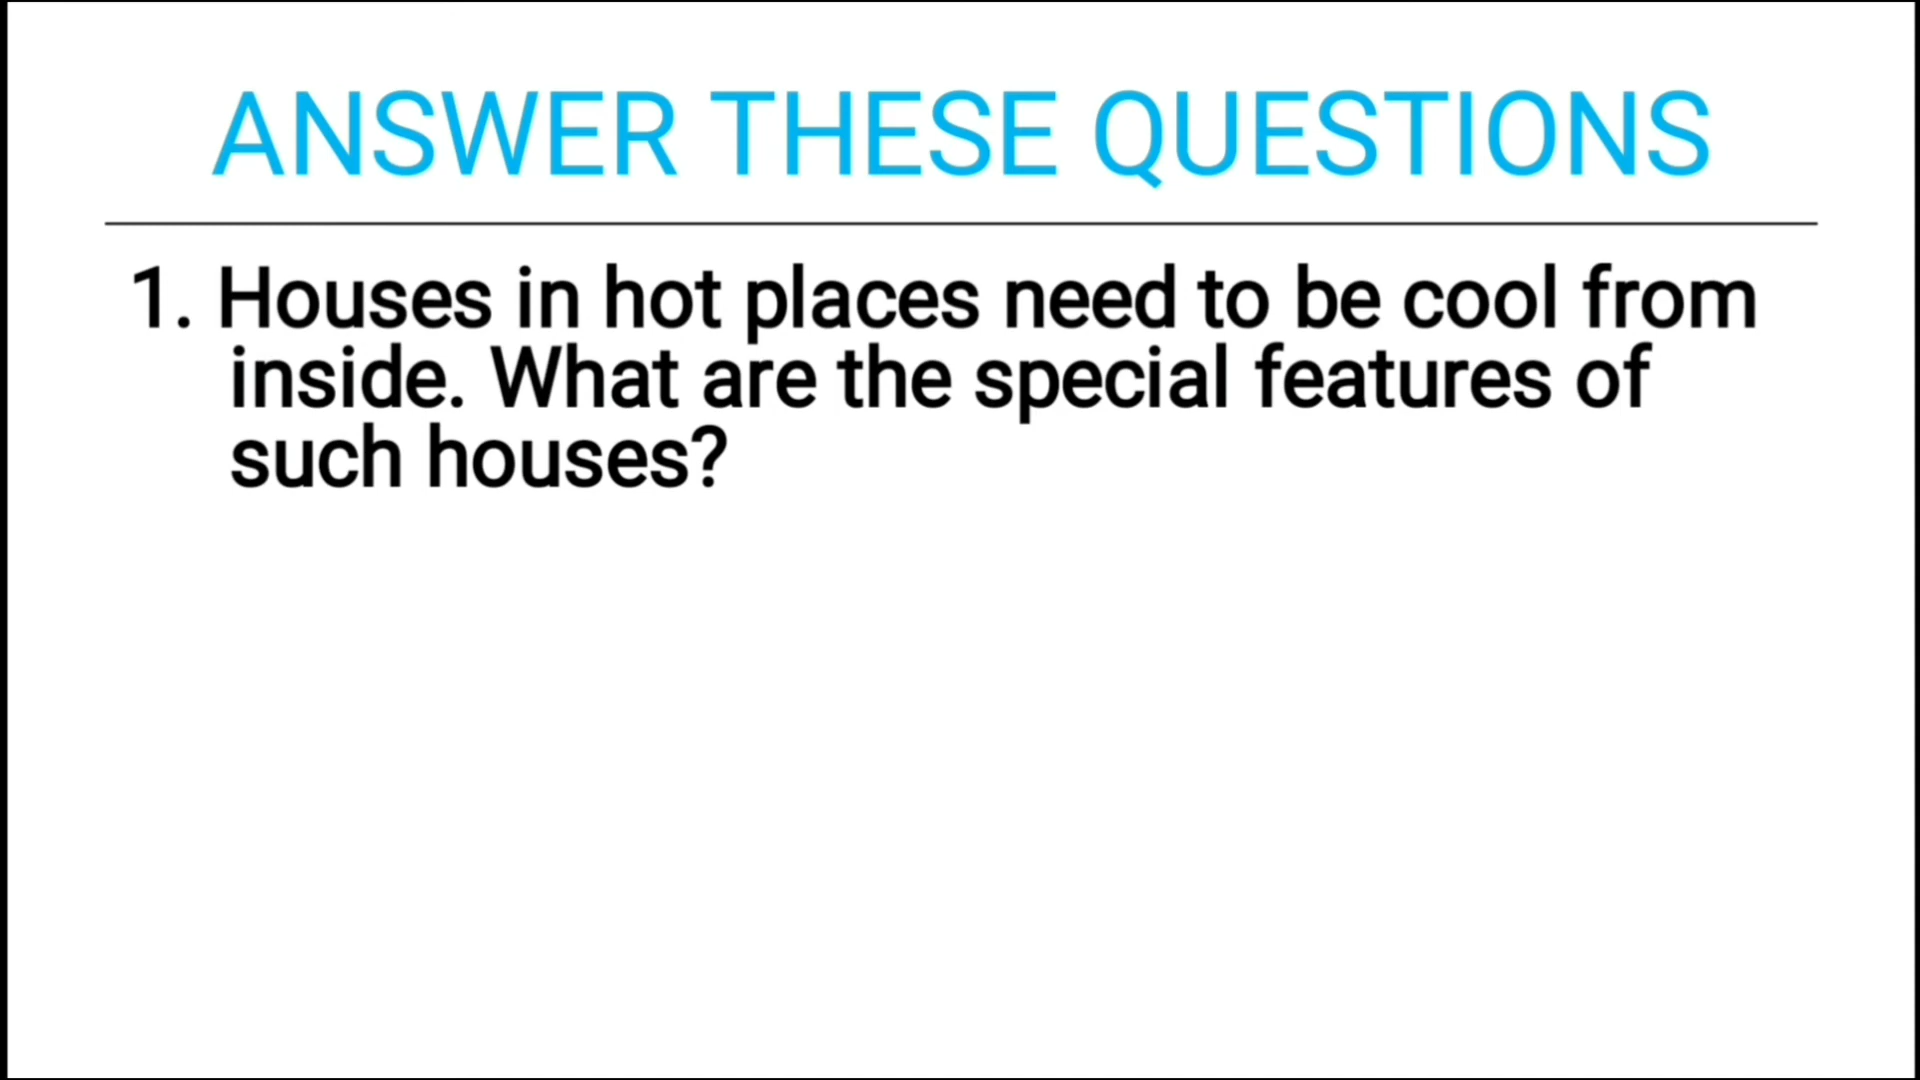 ANSWER THESE QUESTIONS
1. Houses in hot places need to be cool from
inside. What are the special features of
such houses?